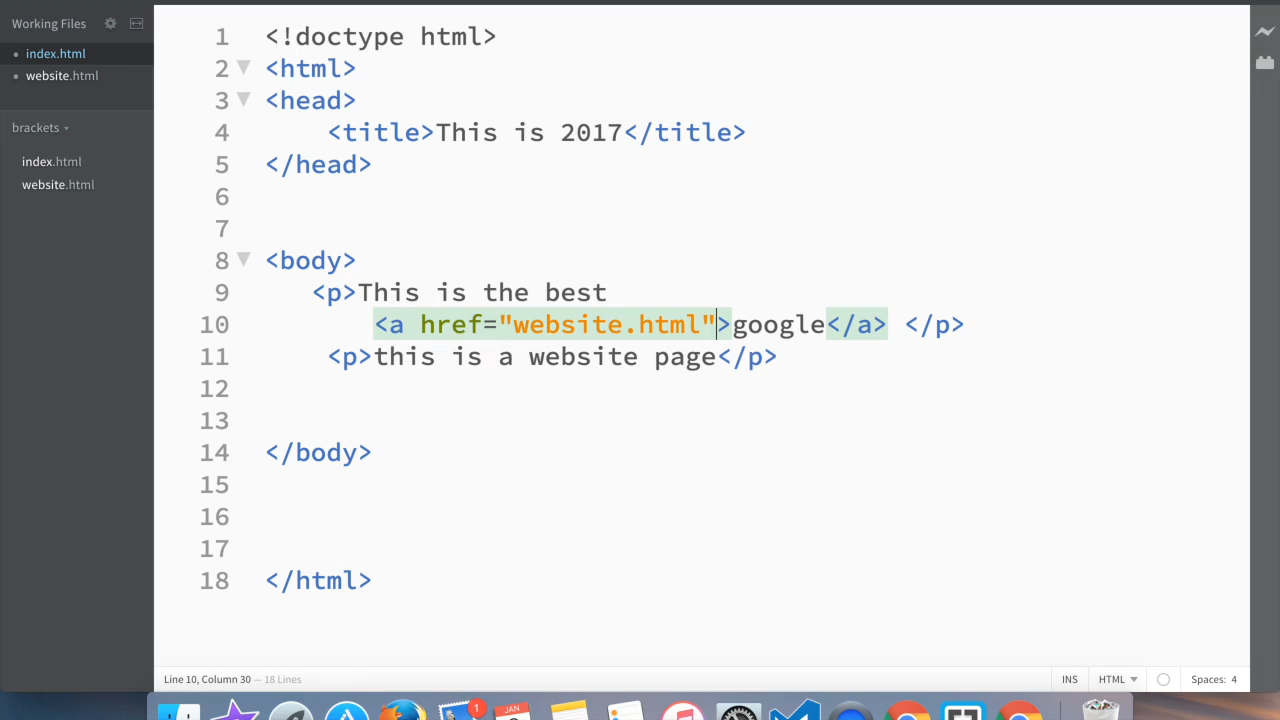 Working Files
index.html
website.html
brackets
index.html
website.html
1 <!doctype html>
2 <html>
3 <head>
4 <title>This is 2017</title>
5 </head>
6
7
8 <body>
9 <p>This is the best
10 <a href="website.html">google</a> </p>
11 <p>this is a website page</p>
12
13
14 </body>
15
16
17
18 </html>
Line 10, Column 30 — 18 Lines
INS
HTML
Spaces: 4
1
JAN